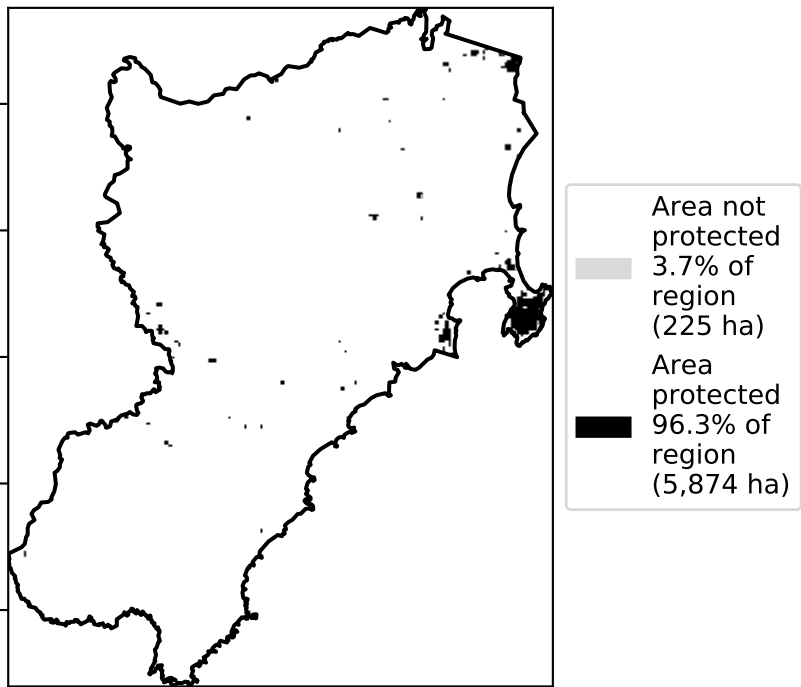 Area not
protected
3.7% of
region
(225 ha)
Area
protected
96.3% of
region
(5,874 ha)